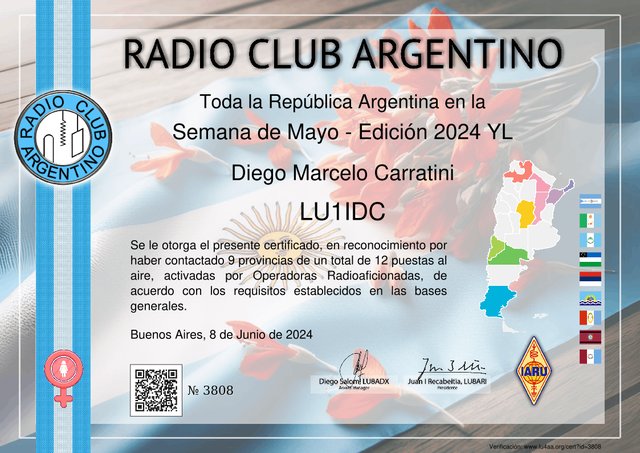 RADIO CLUB ARGENTINO
RADIO CLUB
ARGENTINO
Toda la República Argentina en la
Semana de Mayo - Edición 2024 YL
Diego Marcelo Carratini
LU1IDC
Se le otorga el presente certificado, en reconocimiento por
haber contactado 9 provincias de un total de 12 puestas al
aire, activadas por Operadoras Radioaficionadas, de
acuerdo con los requisitos establecidos en las bases
generales.
Buenos Aires, 8 de Junio de 2024
№ 3808
Diego Salomi LU8ADX
Award Manager
Juan I Recabeitia, LU8ARI
Presidente
IARU
Verificación: www.lu4aa.org/cert?id=3808